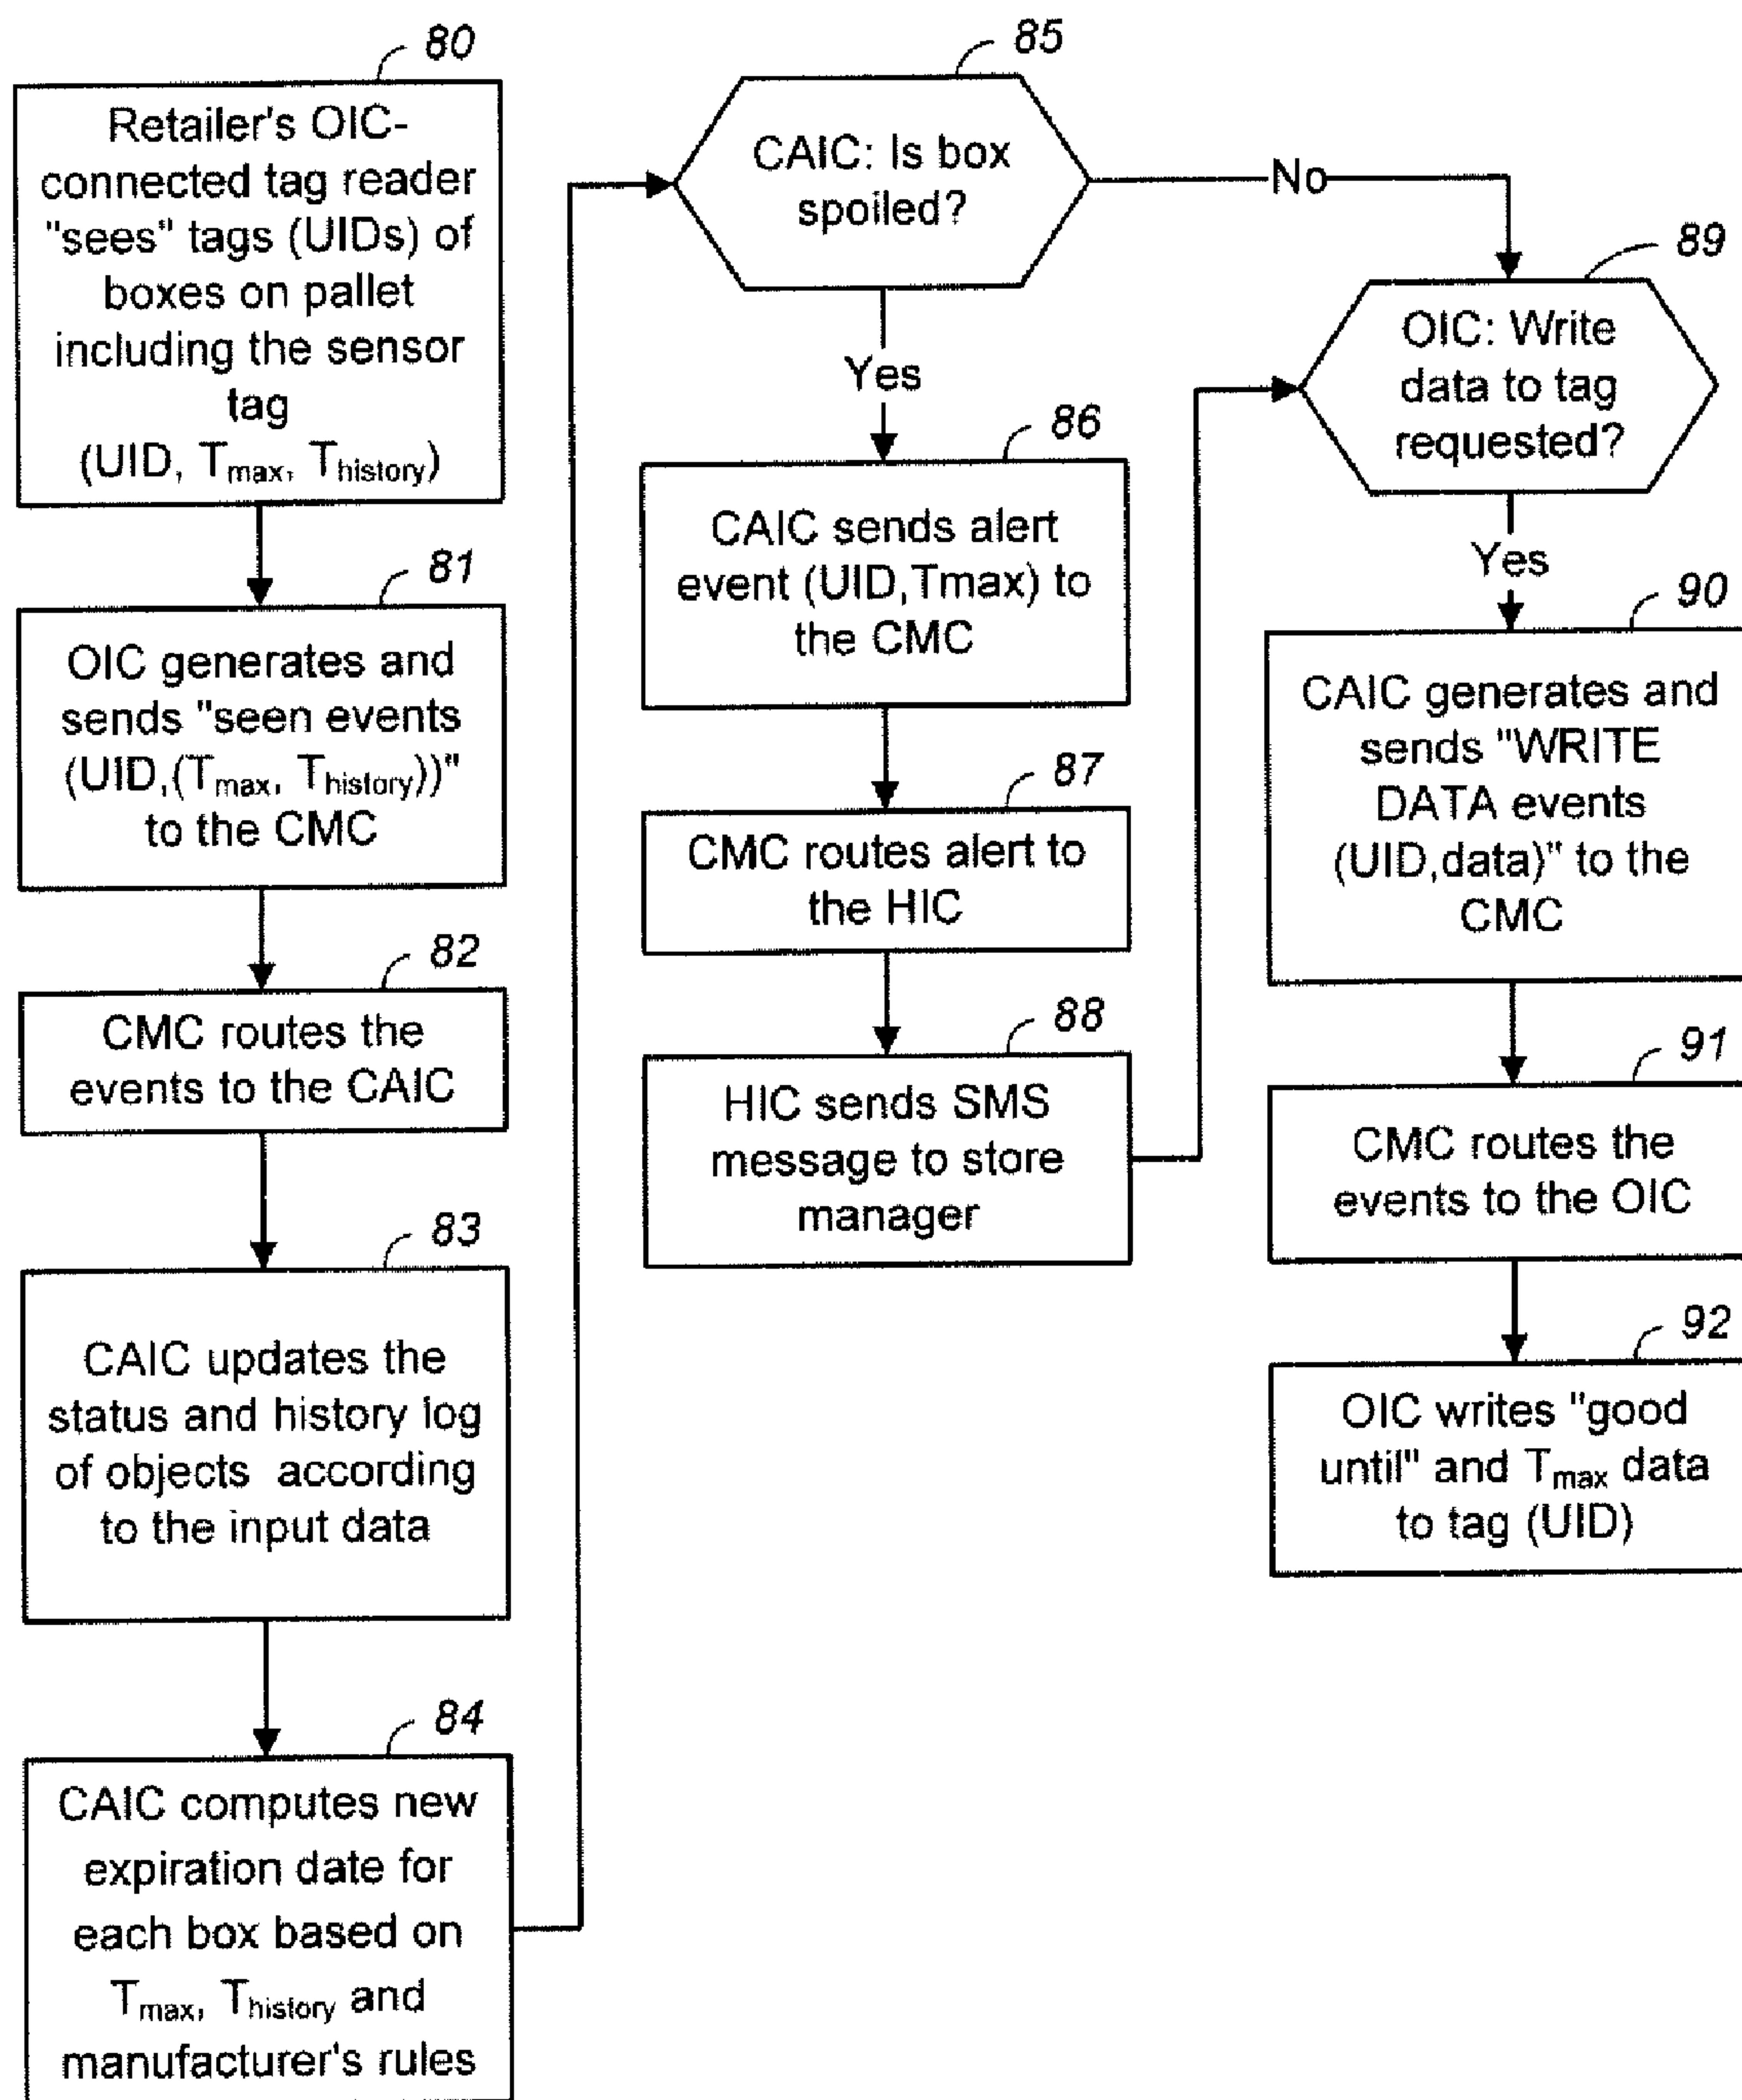 80
Retailer's OIC-
connected tag reader
"sees" tags (UIDs) of
boxes on pallet
including the sensor
tag
(UID, Tmax, Thistory)
81
OIC generates and
sends "seen events
(UID,(Tmax, Thistory))"
to the CMC
82
CMC routes the
events to the CAIC
83
CAIC updates the
status and history log
of objects according
to the input data
84
CAIC computes new
expiration date for
each box based on
Tmax, Thistory and
manufacturer's rules
85
CAIC: Is box
spoiled?
No
Yes
86
CAIC sends alert
event (UID,Tmax) to
the CMC
87
CMC routes alert to
the HIC
88
HIC sends SMS
message to store
manager
89
OIC: Write
data to tag
requested?
Yes
90
CAIC generates and
sends "WRITE
DATA events
(UID,data)" to the
CMC
91
CMC routes the
events to the OIC
92
OIC writes "good
until" and Tmax data
to tag (UID)